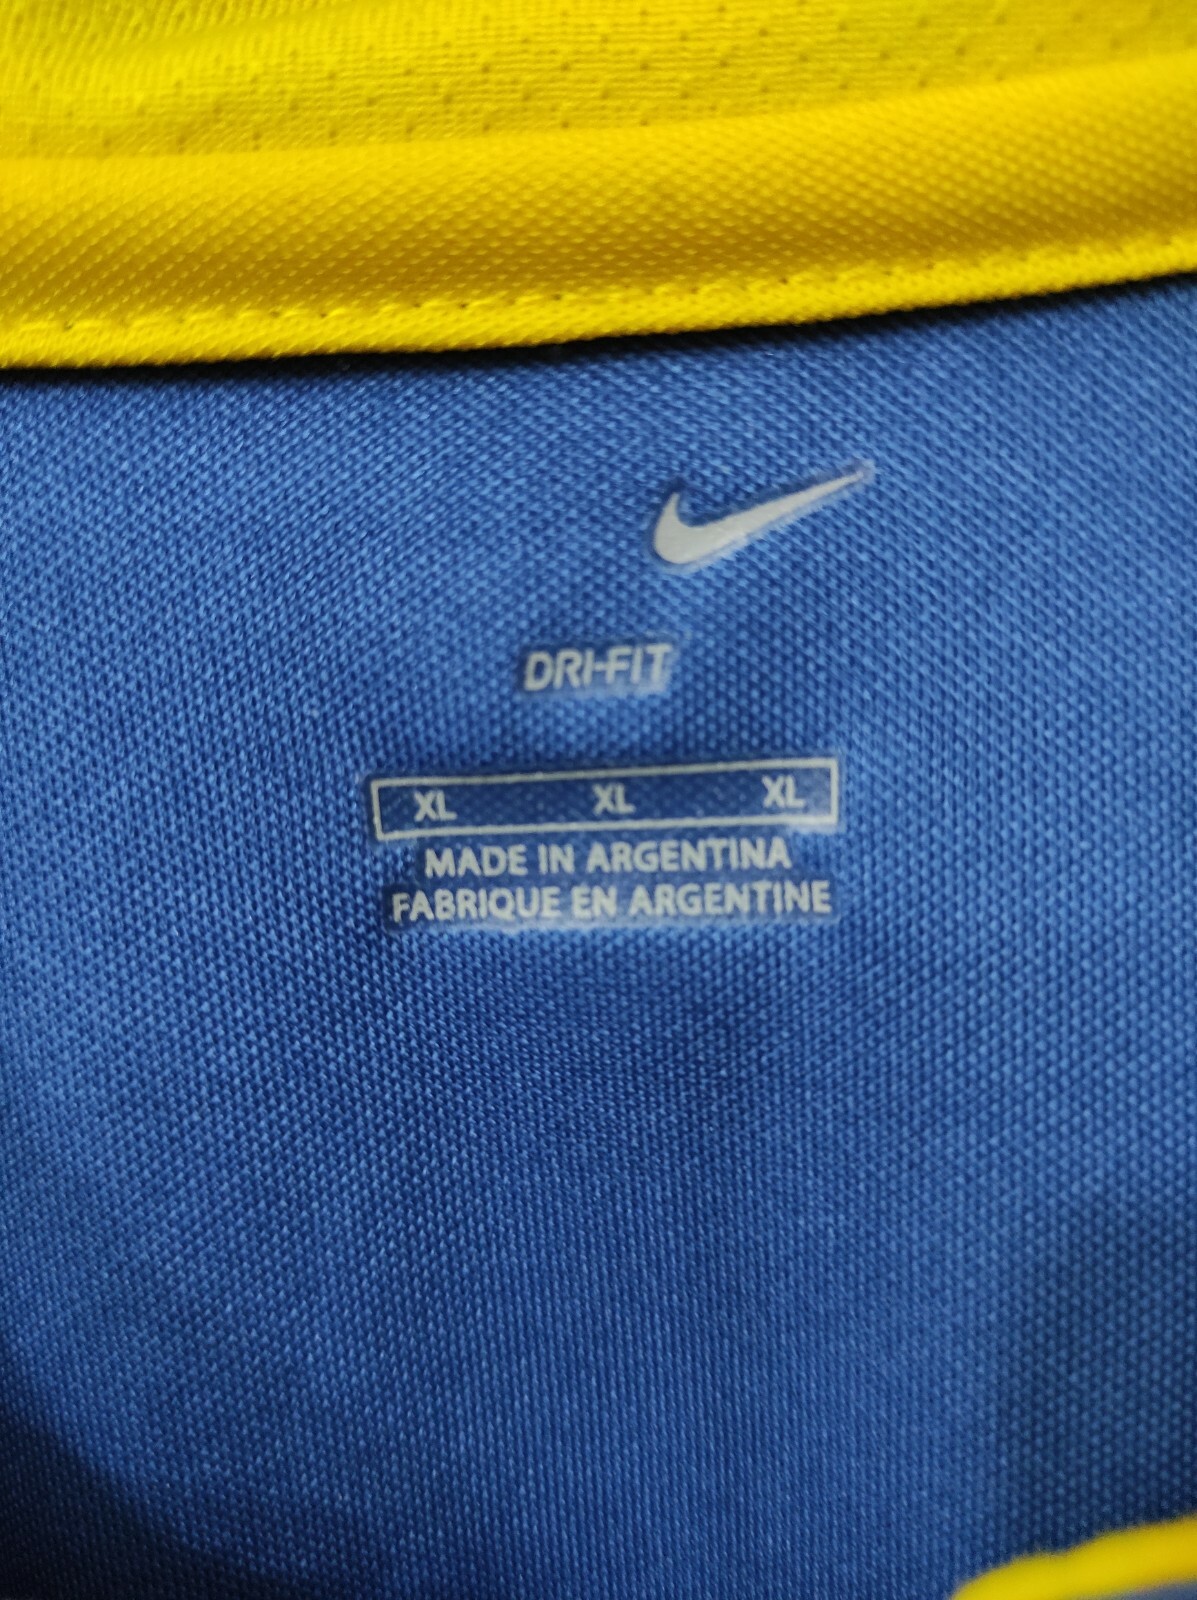 DRI-FIT
XL XL XL
MADE IN ARGENTINA
FABRIQUE EN ARGENTINE